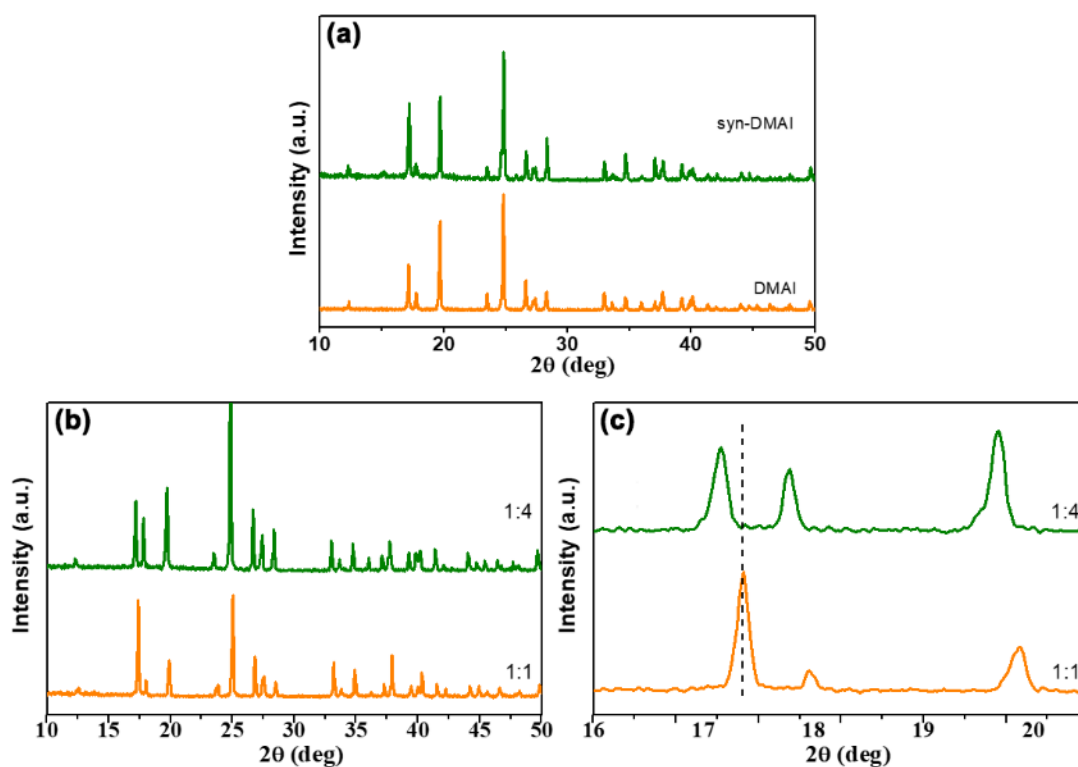 (a)
Intensity (a.u.)
syn-DMAI
DMAI
10 20 30 40 50
2θ (deg)
(b)
Intensity (a.u.)
1:4
1:1
10 15 20 25 30 35 40 45 50
2θ (deg)
(c)
Intensity (a.u.)
1:4
1:1
16 17 18 19 20
2θ (deg)